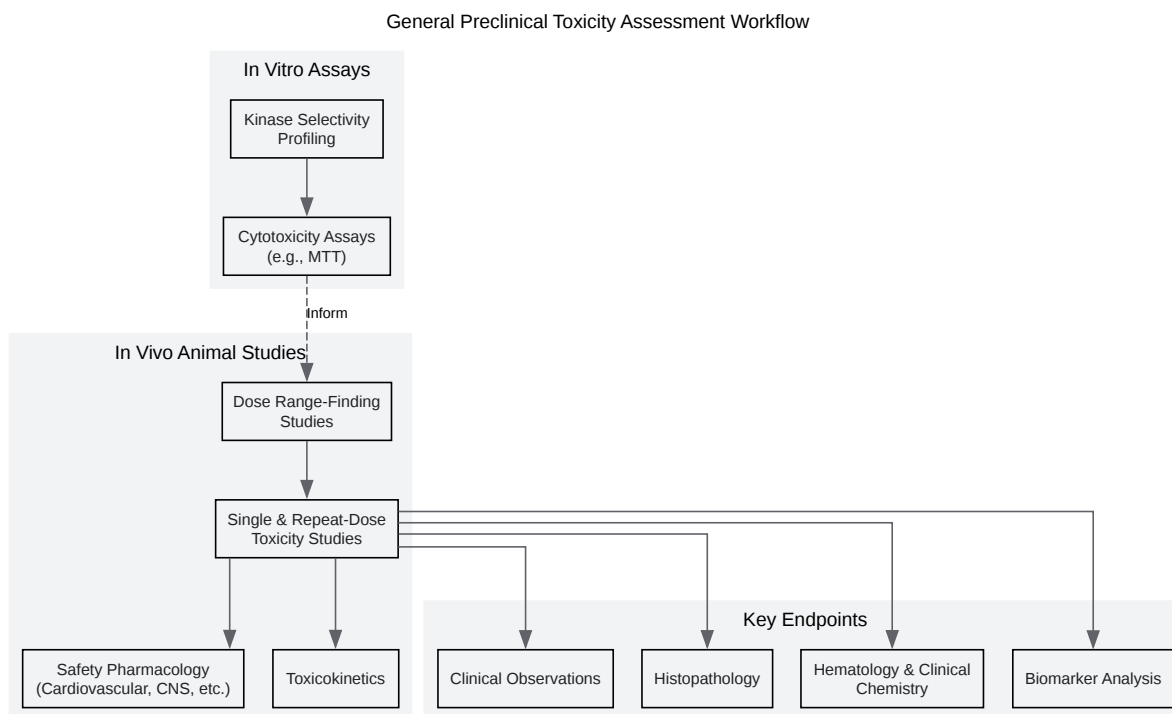 General Preclinical Toxicity Assessment Workflow
In Vitro Assays
Kinase Selectivity
Profiling
Cytotoxicity Assays
(e.g., MTT)
Inform
In Vivo Animal Studies
Dose Range-Finding
Studies
Single & Repeat-Dose
Toxicity Studies
Key Endpoints
Safety Pharmacology
(Cardiovascular, CNS, etc.)
Toxicokinetics
Clinical Observations
Histopathology
Hematology & Clinical
Chemistry
Biomarker Analysis